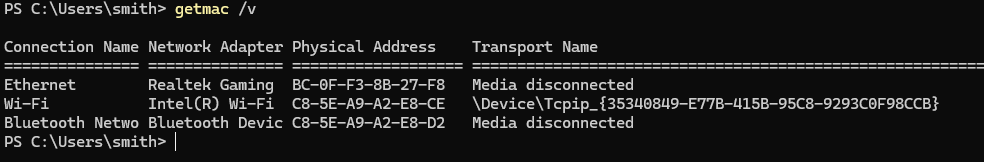 PS C:\Users\smith> getmac /v
Connection Name Network Adapter Physical Address    Transport Name
=============== =============== =================== ==========================================================
Ethernet        Realtek Gaming  BC-0F-F3-8B-27-F8   Media disconnected
Wi-Fi           Intel(R) Wi-Fi  C8-5E-A9-A2-E8-CE   \Device\Tcpip_{35340849-E77B-415B-95C8-9293C0F98CCB}
Bluetooth Netwo Bluetooth Devic C8-5E-A9-A2-E8-D2   Media disconnected
PS C:\Users\smith>